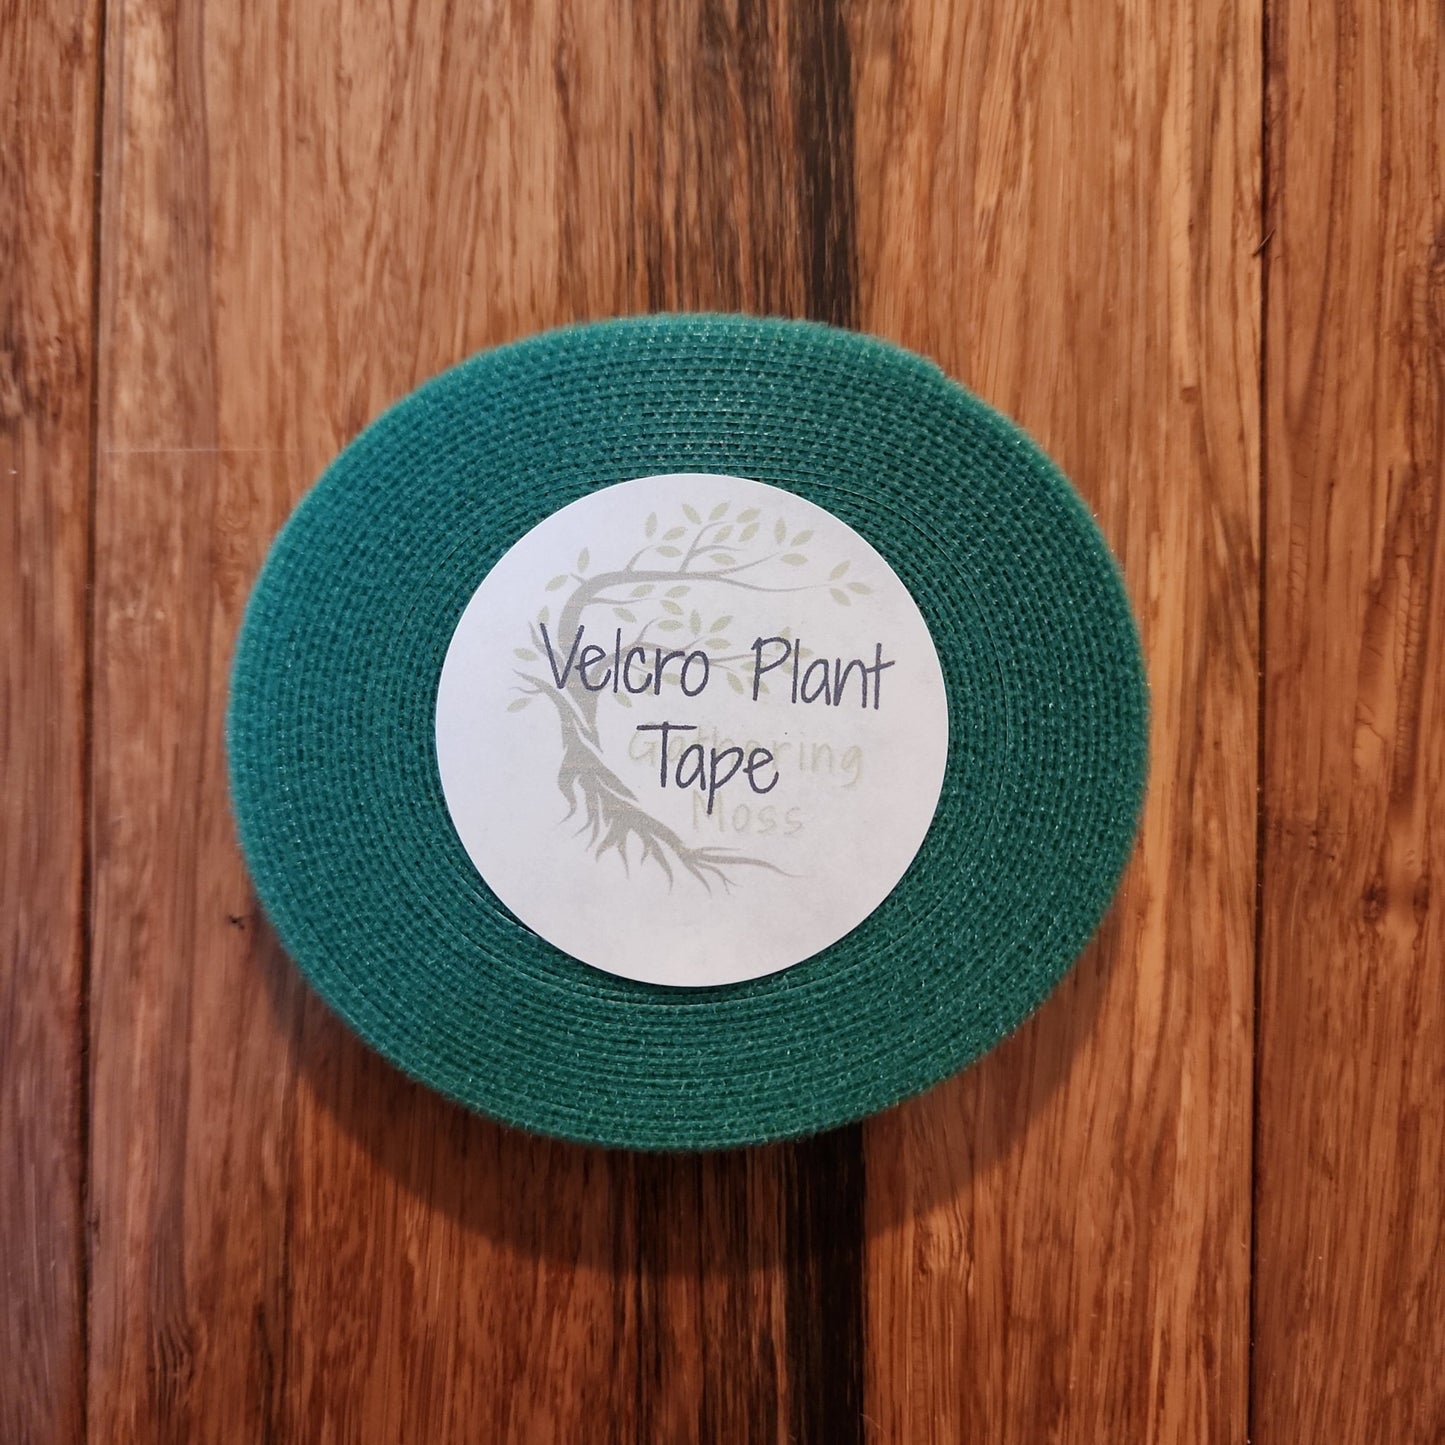 Velcro Plant
Tape
Gathering
Moss